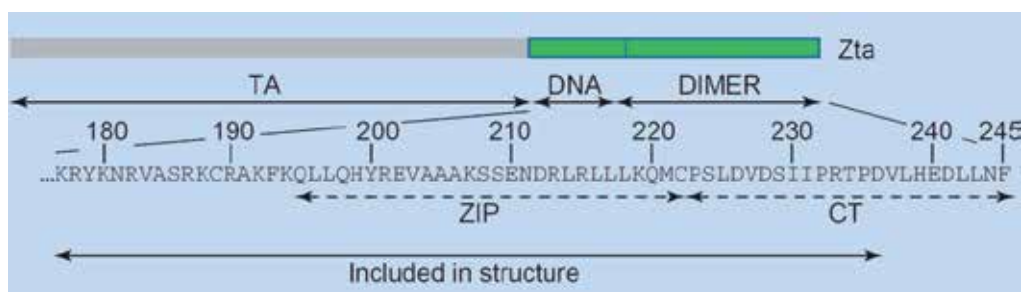 Zta
TA DNA DIMER
180 190 200 210 220 230 240 245
...KRYKNRVASRKCRAKFKQLLQHYREVAAAKSSENDRLRLLLKQMCPSLDVDSIIPRTPDVLHEDLLNF
ZIP CT
Included in structure